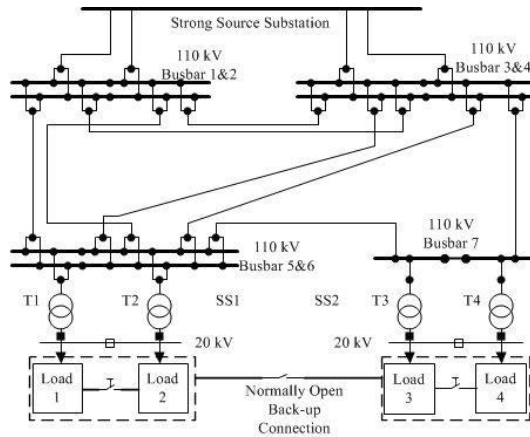 Strong Source Substation
110 kV
Busbar 1&2
110 kV
Busbar 3&4
110 kV
Busbar 5&6
110 kV
Busbar 7
T1
T2
SS1
SS2
T3
T4
20 kV
20 kV
Load
1
Load
2
Normally Open
Back-up
Connection
Load
3
Load
4